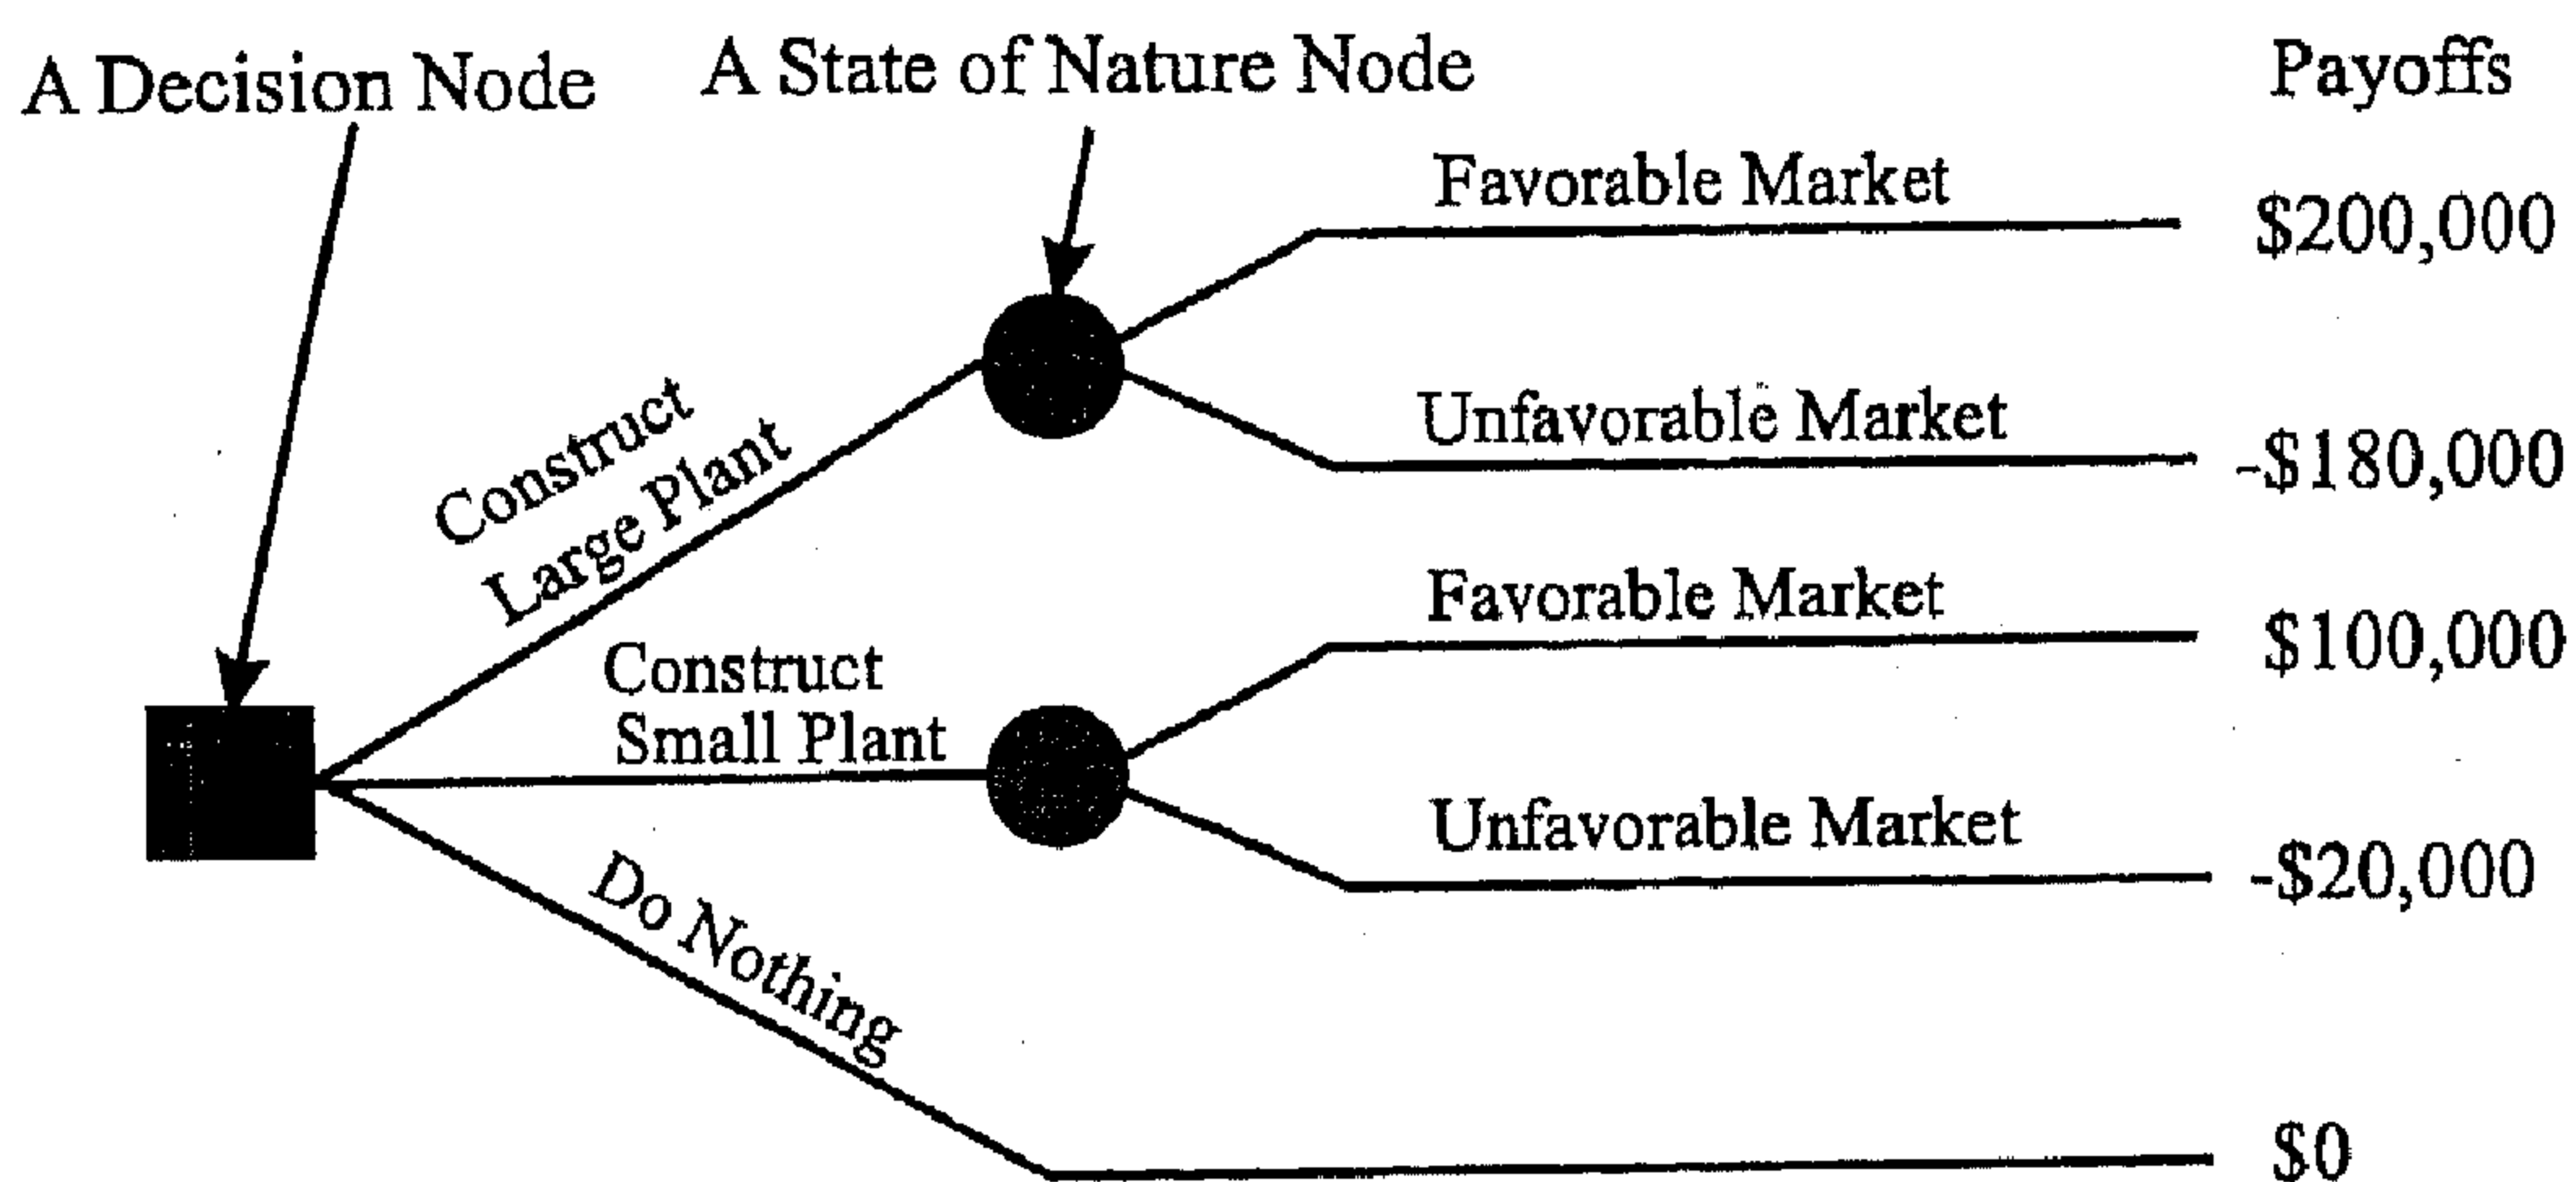 A Decision Node
A State of Nature Node
Payoffs
Favorable Market
$200,000
Construct
Large Plant
Unfavorable Market
-$180,000
Favorable Market
$100,000
Construct
Small Plant
Unfavorable Market
-$20,000
Do Nothing
$0